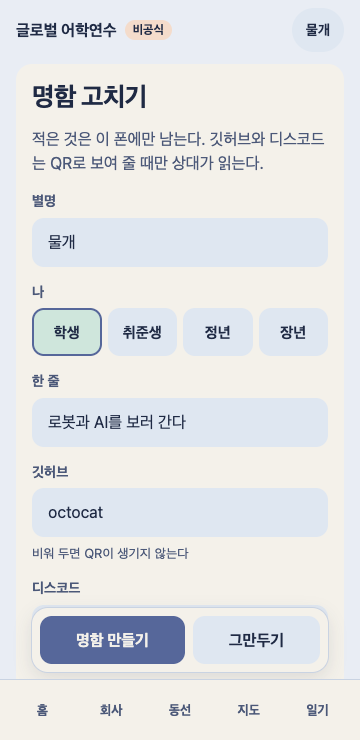 글로벌 어학연수 비공식 물개
명함 고치기
적은 것은 이 폰에만 남는다. 깃허브와 디스코드
는 QR로 보여 줄 때만 상대가 읽는다.
별명
물개
나
학생 취준생 정년 장년
한 줄
로봇과 AI를 보러 간다
깃허브
octocat
비워 두면 QR이 생기지 않는다
디스코드
명함 만들기 그만두기
홈 회사 동선 지도 일기